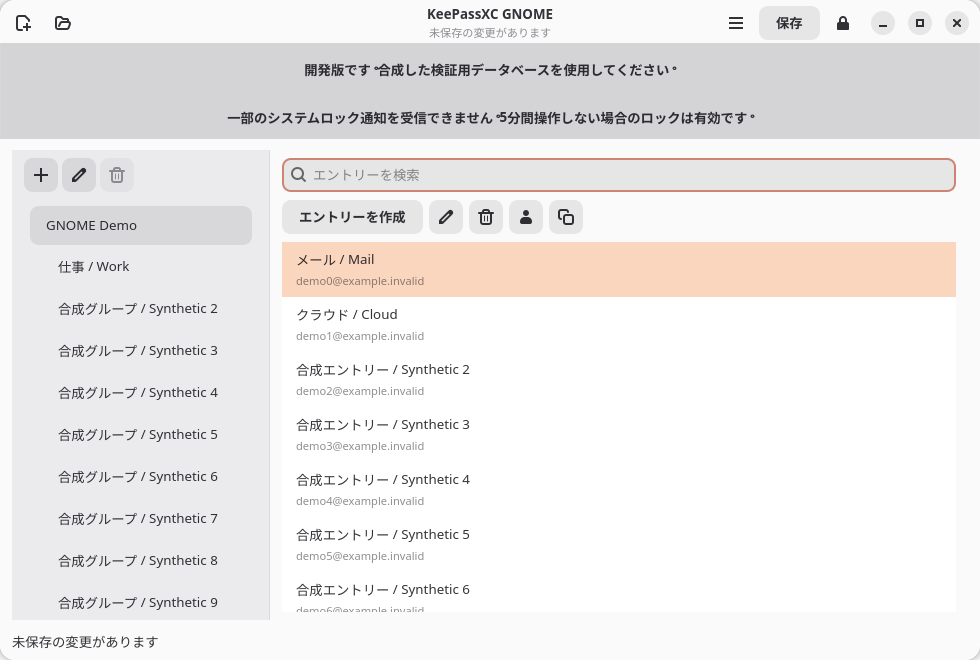 KeePassXC GNOME
未保存の変更があります
保存
開発版です。合成した検証用データベースを使用してください。
一部のシステムロック通知を受信できません。5分間操作しない場合のロックは有効です。
エントリーを検索
エントリーを作成
GNOME Demo
仕事 / Work
合成グループ / Synthetic 2
合成グループ / Synthetic 3
合成グループ / Synthetic 4
合成グループ / Synthetic 5
合成グループ / Synthetic 6
合成グループ / Synthetic 7
合成グループ / Synthetic 8
合成グループ / Synthetic 9
メール / Mail
demo0@example.invalid
クラウド / Cloud
demo1@example.invalid
合成エントリー / Synthetic 2
demo2@example.invalid
合成エントリー / Synthetic 3
demo3@example.invalid
合成エントリー / Synthetic 4
demo4@example.invalid
合成エントリー / Synthetic 5
demo5@example.invalid
合成エントリー / Synthetic 6
demo6@example.invalid
未保存の変更があります